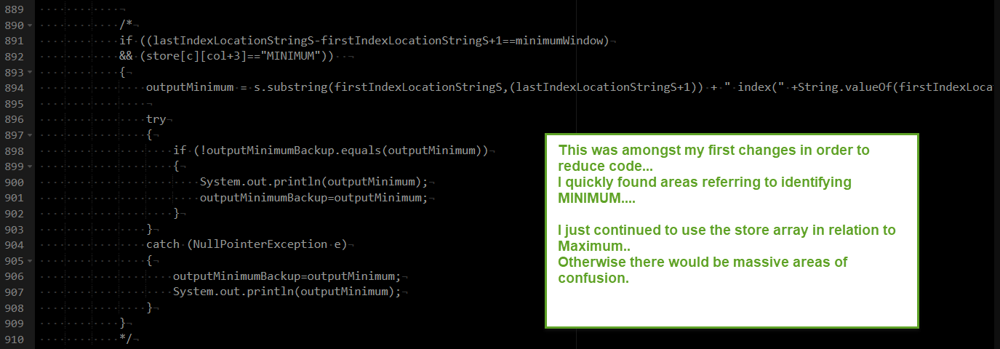 889
890 /*
891 if ((lastIndexLocationStringS-firstIndexLocationStringS+1==minimumWindow)
892 && (store[c][col+3]=="MINIMUM"))
893 {
894 outputMinimum = s.substring(firstIndexLocationStringS,(lastIndexLocationStringS+1)) + " index(" +String.valueOf(firstIndexLoca
895
896 try
897 {
898 if (!outputMinimumBackup.equals(outputMinimum))
899 {
900 System.out.println(outputMinimum);
901 outputMinimumBackup=outputMinimum;
902 }
903 }
904 catch (NullPointerException e)
905 {
906 outputMinimumBackup=outputMinimum;
907 System.out.println(outputMinimum);
908 }
909 }
910 */
This was amongst my first changes in order to
reduce code...
I quickly found areas referring to identifying
MINIMUM....
I just continued to use the store array in relation to
Maximum..
Otherwise there would be massive areas of
confusion.